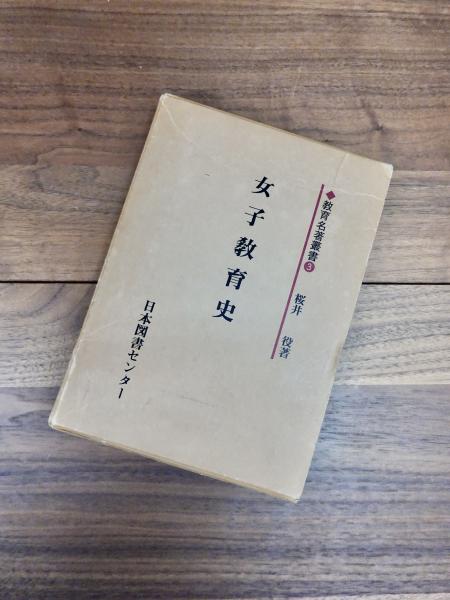 ◆教育名著叢書3
桜井 役著
女子教育史
日本図書センター